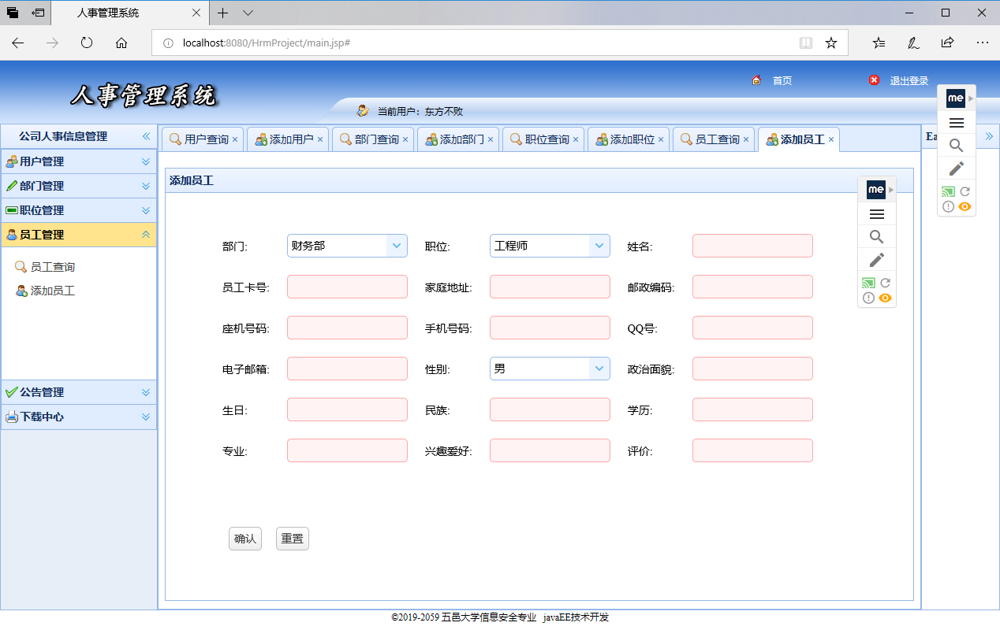 人事管理系统
localhost:8080/HrmProject/main.jsp#
人事管理系统
首页
退出登录
当前用户：东方不败
me
公司人事信息管理
用户查询 × 添加用户 × 部门查询 × 添加部门 × 职位查询 × 添加职位 × 员工查询 × 添加员工 ×
Ea
用户管理
部门管理
职位管理
员工管理
员工查询
添加员工
公告管理
下载中心
添加员工
me
部门: 财务部 职位: 工程师 姓名:
员工卡号: 家庭地址: 邮政编码:
座机号码: 手机号码: QQ号:
电子邮箱: 性别: 男 政治面貌:
生日: 民族: 学历:
专业: 兴趣爱好: 评价:
确认 重置
©2019-2059 五邑大学信息安全专业 javaEE技术开发